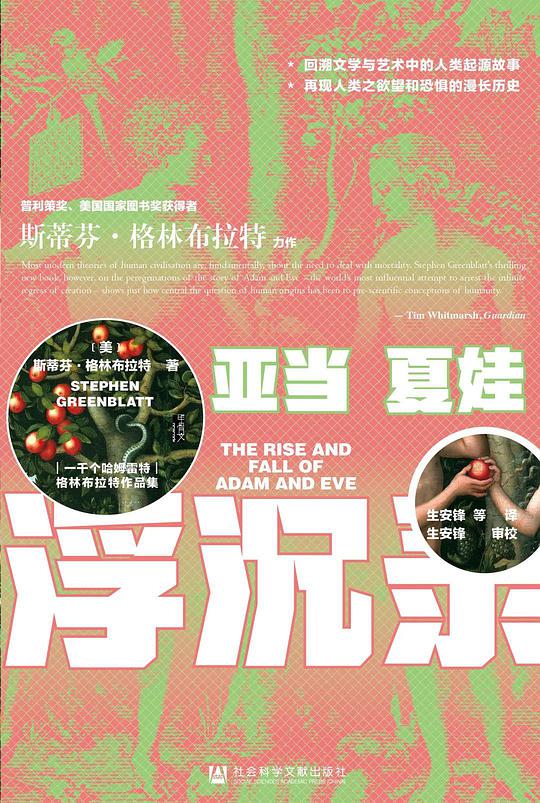 * 回溯文学与艺术中的人类起源故事
* 再现人类之欲望和恐惧的漫长历史
普利策奖、美国国家图书奖获得者
斯蒂芬·格林布拉特 力作
Most modern theories of human civilisation are, fundamentally, about the need to deal with mortality. Stephen Greenblatt's thrilling
new book, however, on the peregrinations of the story of Adam and Eve – the world's most influential attempt to arrest the infinite
regress of creation – shows just how central the question of human origins has been to pre-scientific conceptions of humanity.
— Tim Whitmarsh, Guardian
[美]
斯蒂芬·格林布拉特 著
STEPHEN
GREENBLATT
|一千个哈姆雷特|
格林布拉特作品集
亚当 夏娃
THE RISE AND
FALL OF
ADAM AND EVE
生安锋 等 译
生安锋 审校
浮沉录
社会科学文献出版社
SOCIAL SCIENCES ACADEMIC PRESS (CHINA)